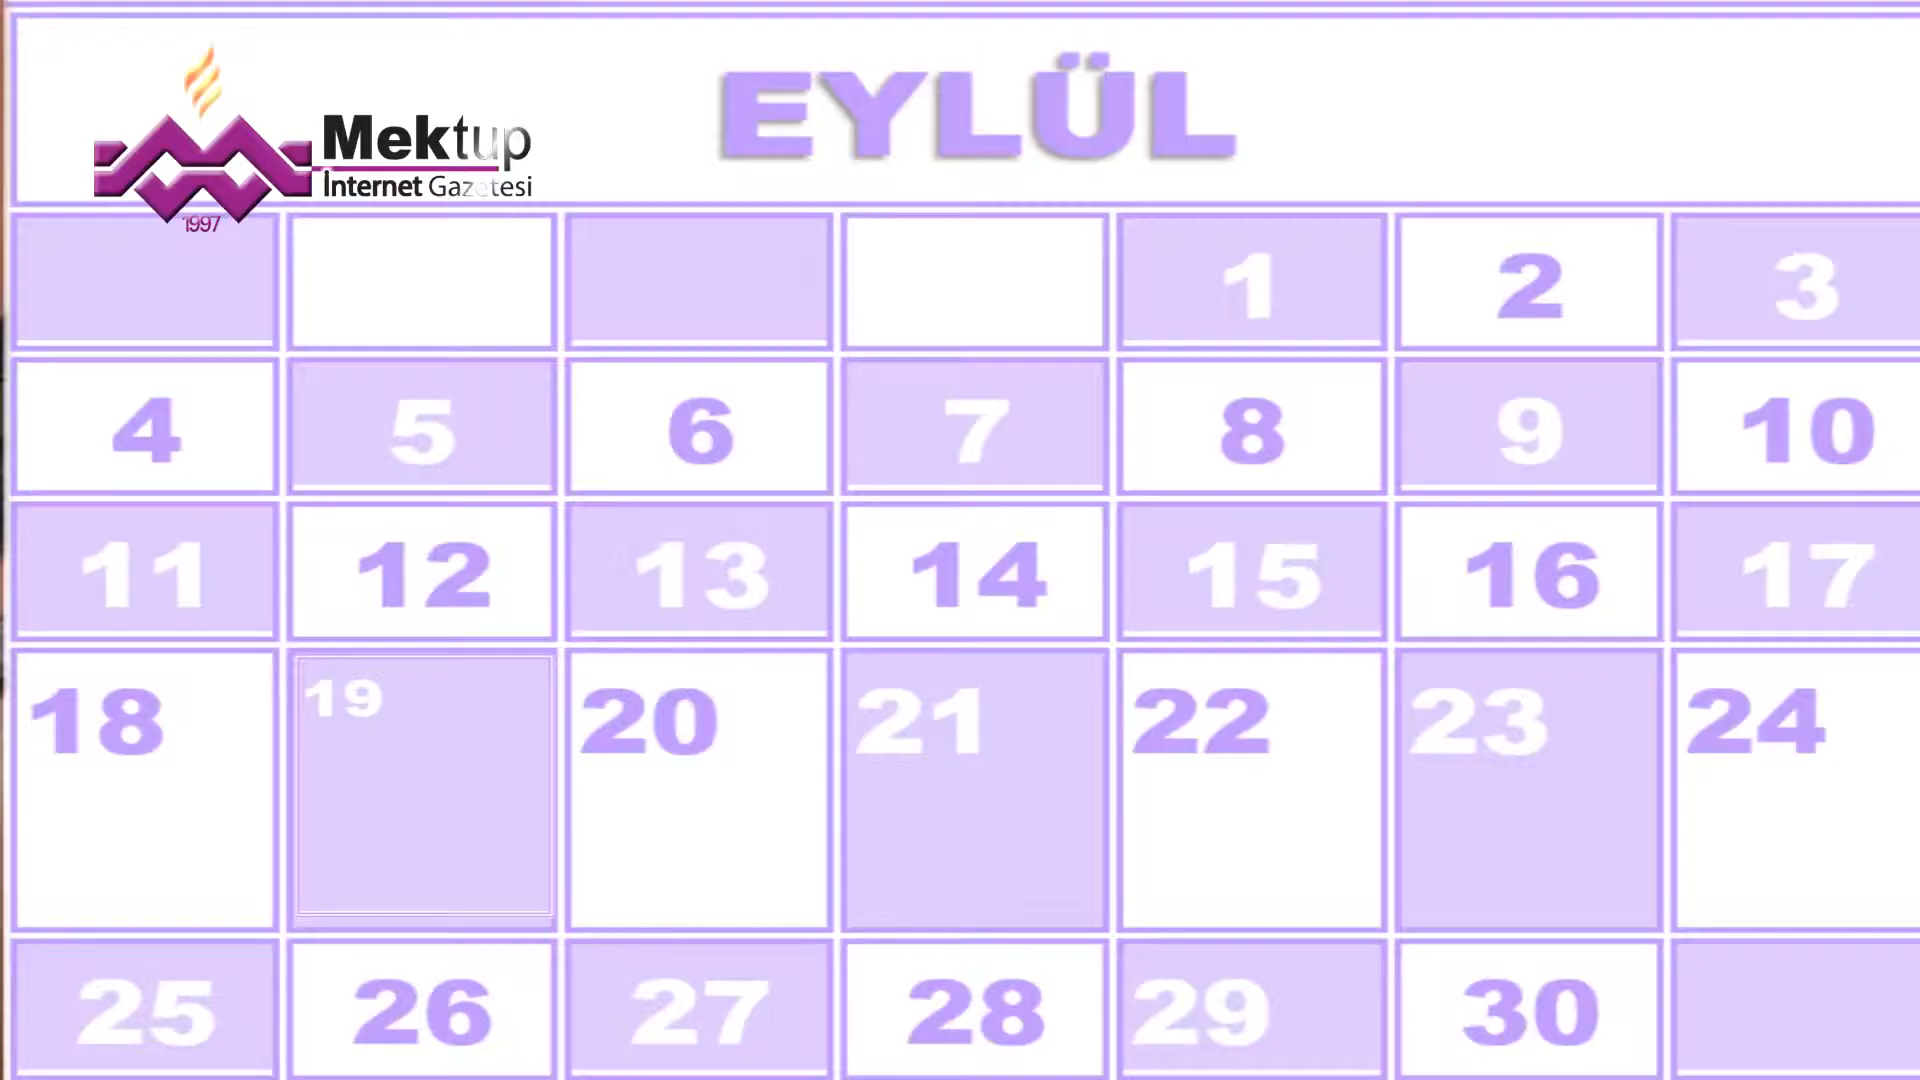 EYLÜL
Mektup
İnternet Gazetesi
1997
1 2 3
4 5 6 7 8 9 10
11 12 13 14 15 16 17
18 19 20 21 22 23 24
25 26 27 28 29 30